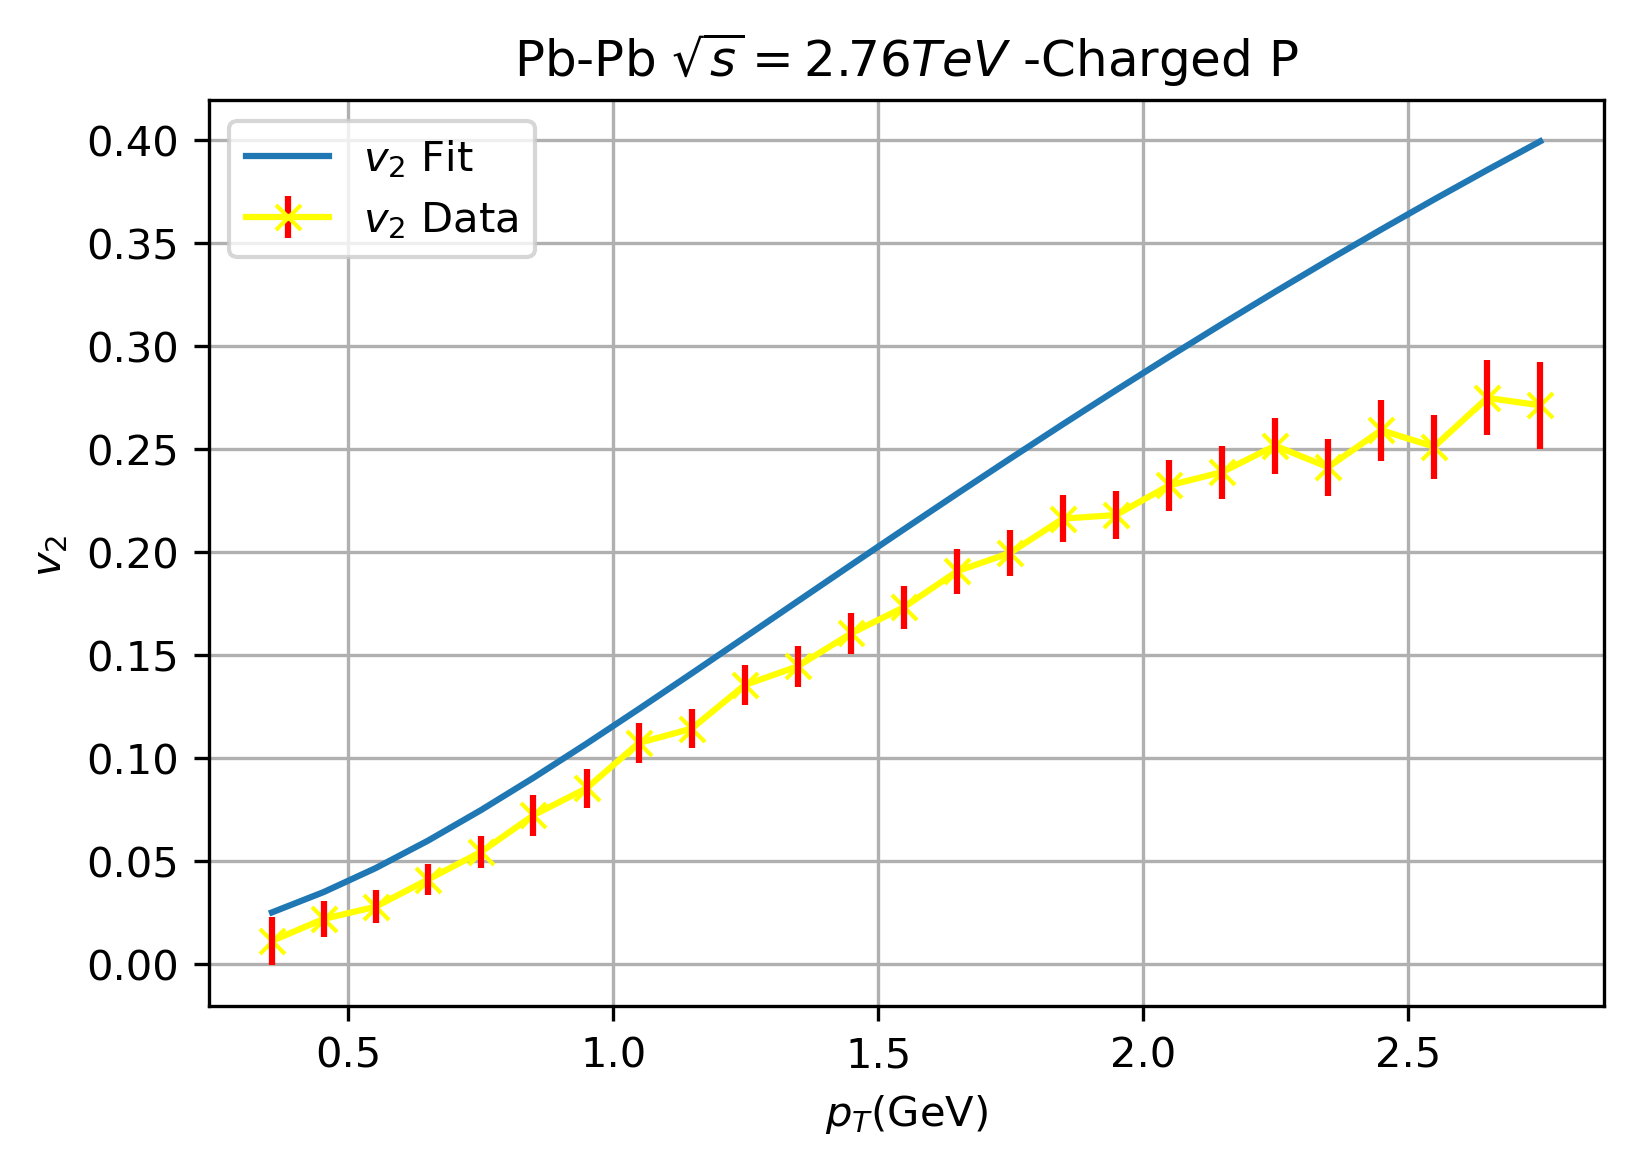 Pb-Pb √s = 2.76TeV -Charged P
v₂ Fit
v₂ Data
0.40
0.35
0.30
0.25
0.20
0.15
0.10
0.05
0.00
v₂
0.5 1.0 1.5 2.0 2.5
p_T(GeV)